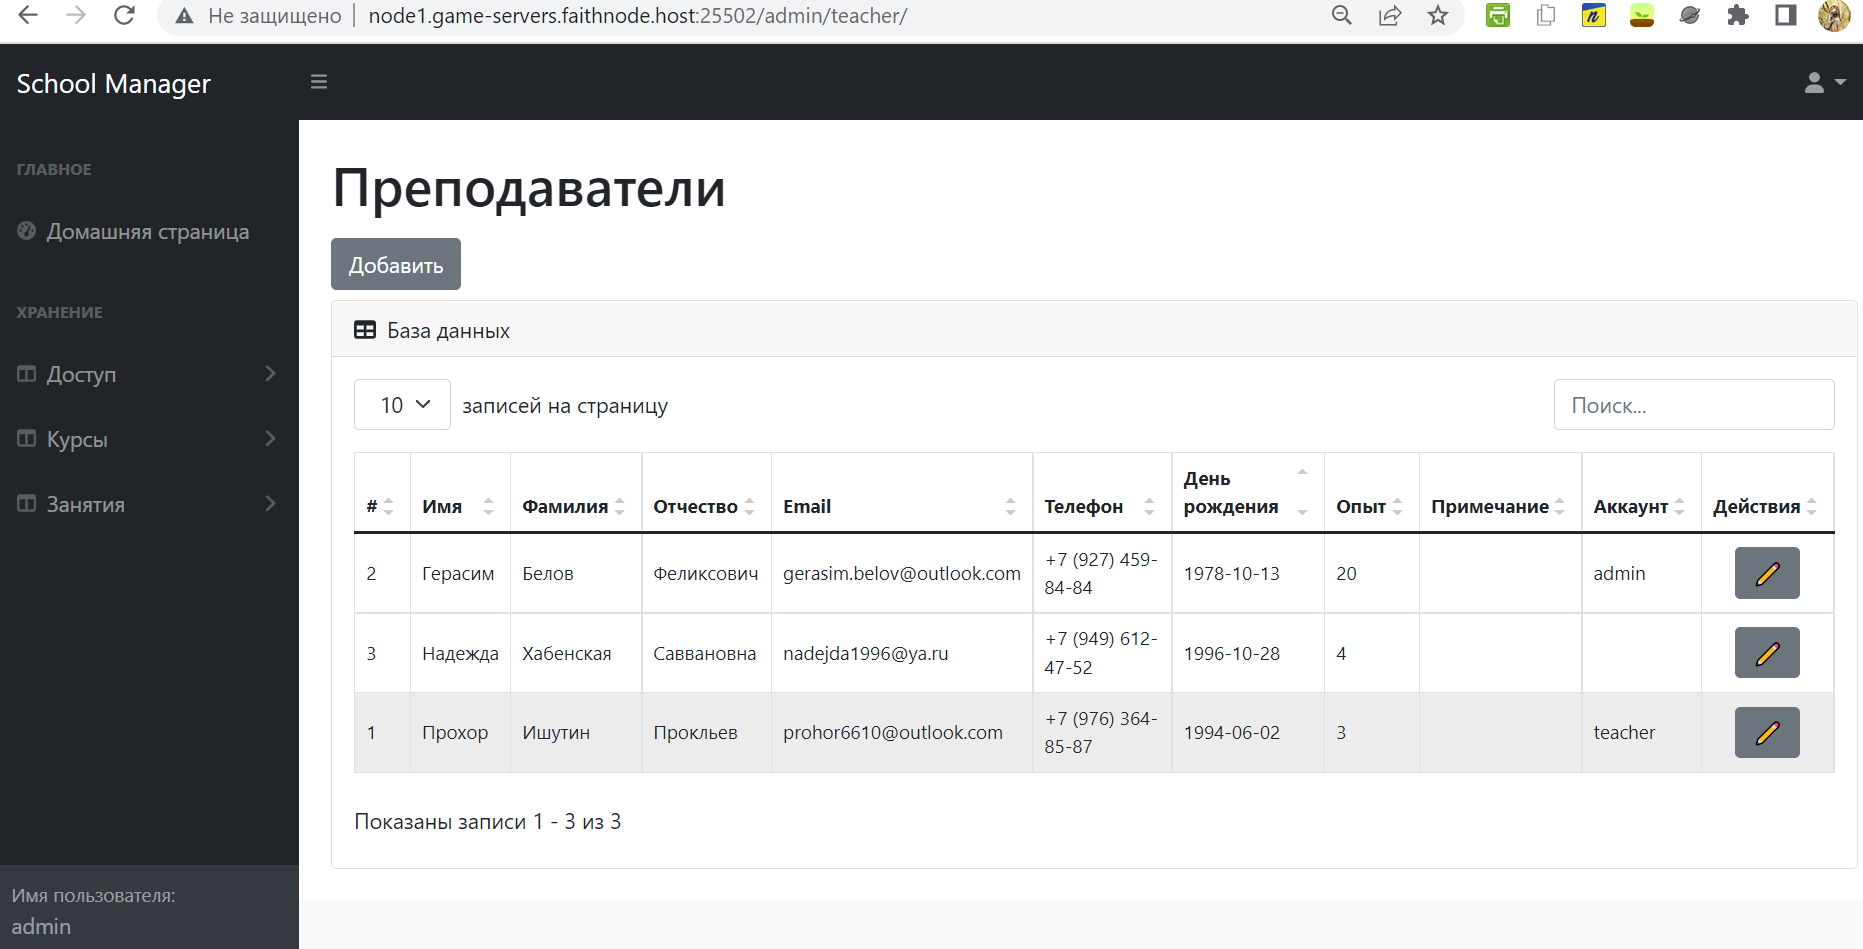 Не защищено node1.game-servers.faithnode.host:25502/admin/teacher/
School Manager
ГЛАВНОЕ
Домашняя страница
ХРАНЕНИЕ
Доступ
Курсы
Занятия
Имя пользователя:
admin
Преподаватели
Добавить
База данных
10 записей на страницу
Поиск...
# Имя Фамилия Отчество Email Телефон День рождения Опыт Примечание Аккаунт Действия
2 Герасим Белов Феликсович gerasim.belov@outlook.com +7 (927) 459-84-84 1978-10-13 20 admin
3 Надежда Хабенская Саввановна nadejda1996@ya.ru +7 (949) 612-47-52 1996-10-28 4
1 Прохор Ишутин Прокльев prohor6610@outlook.com +7 (976) 364-85-87 1994-06-02 3 teacher
Показаны записи 1 - 3 из 3